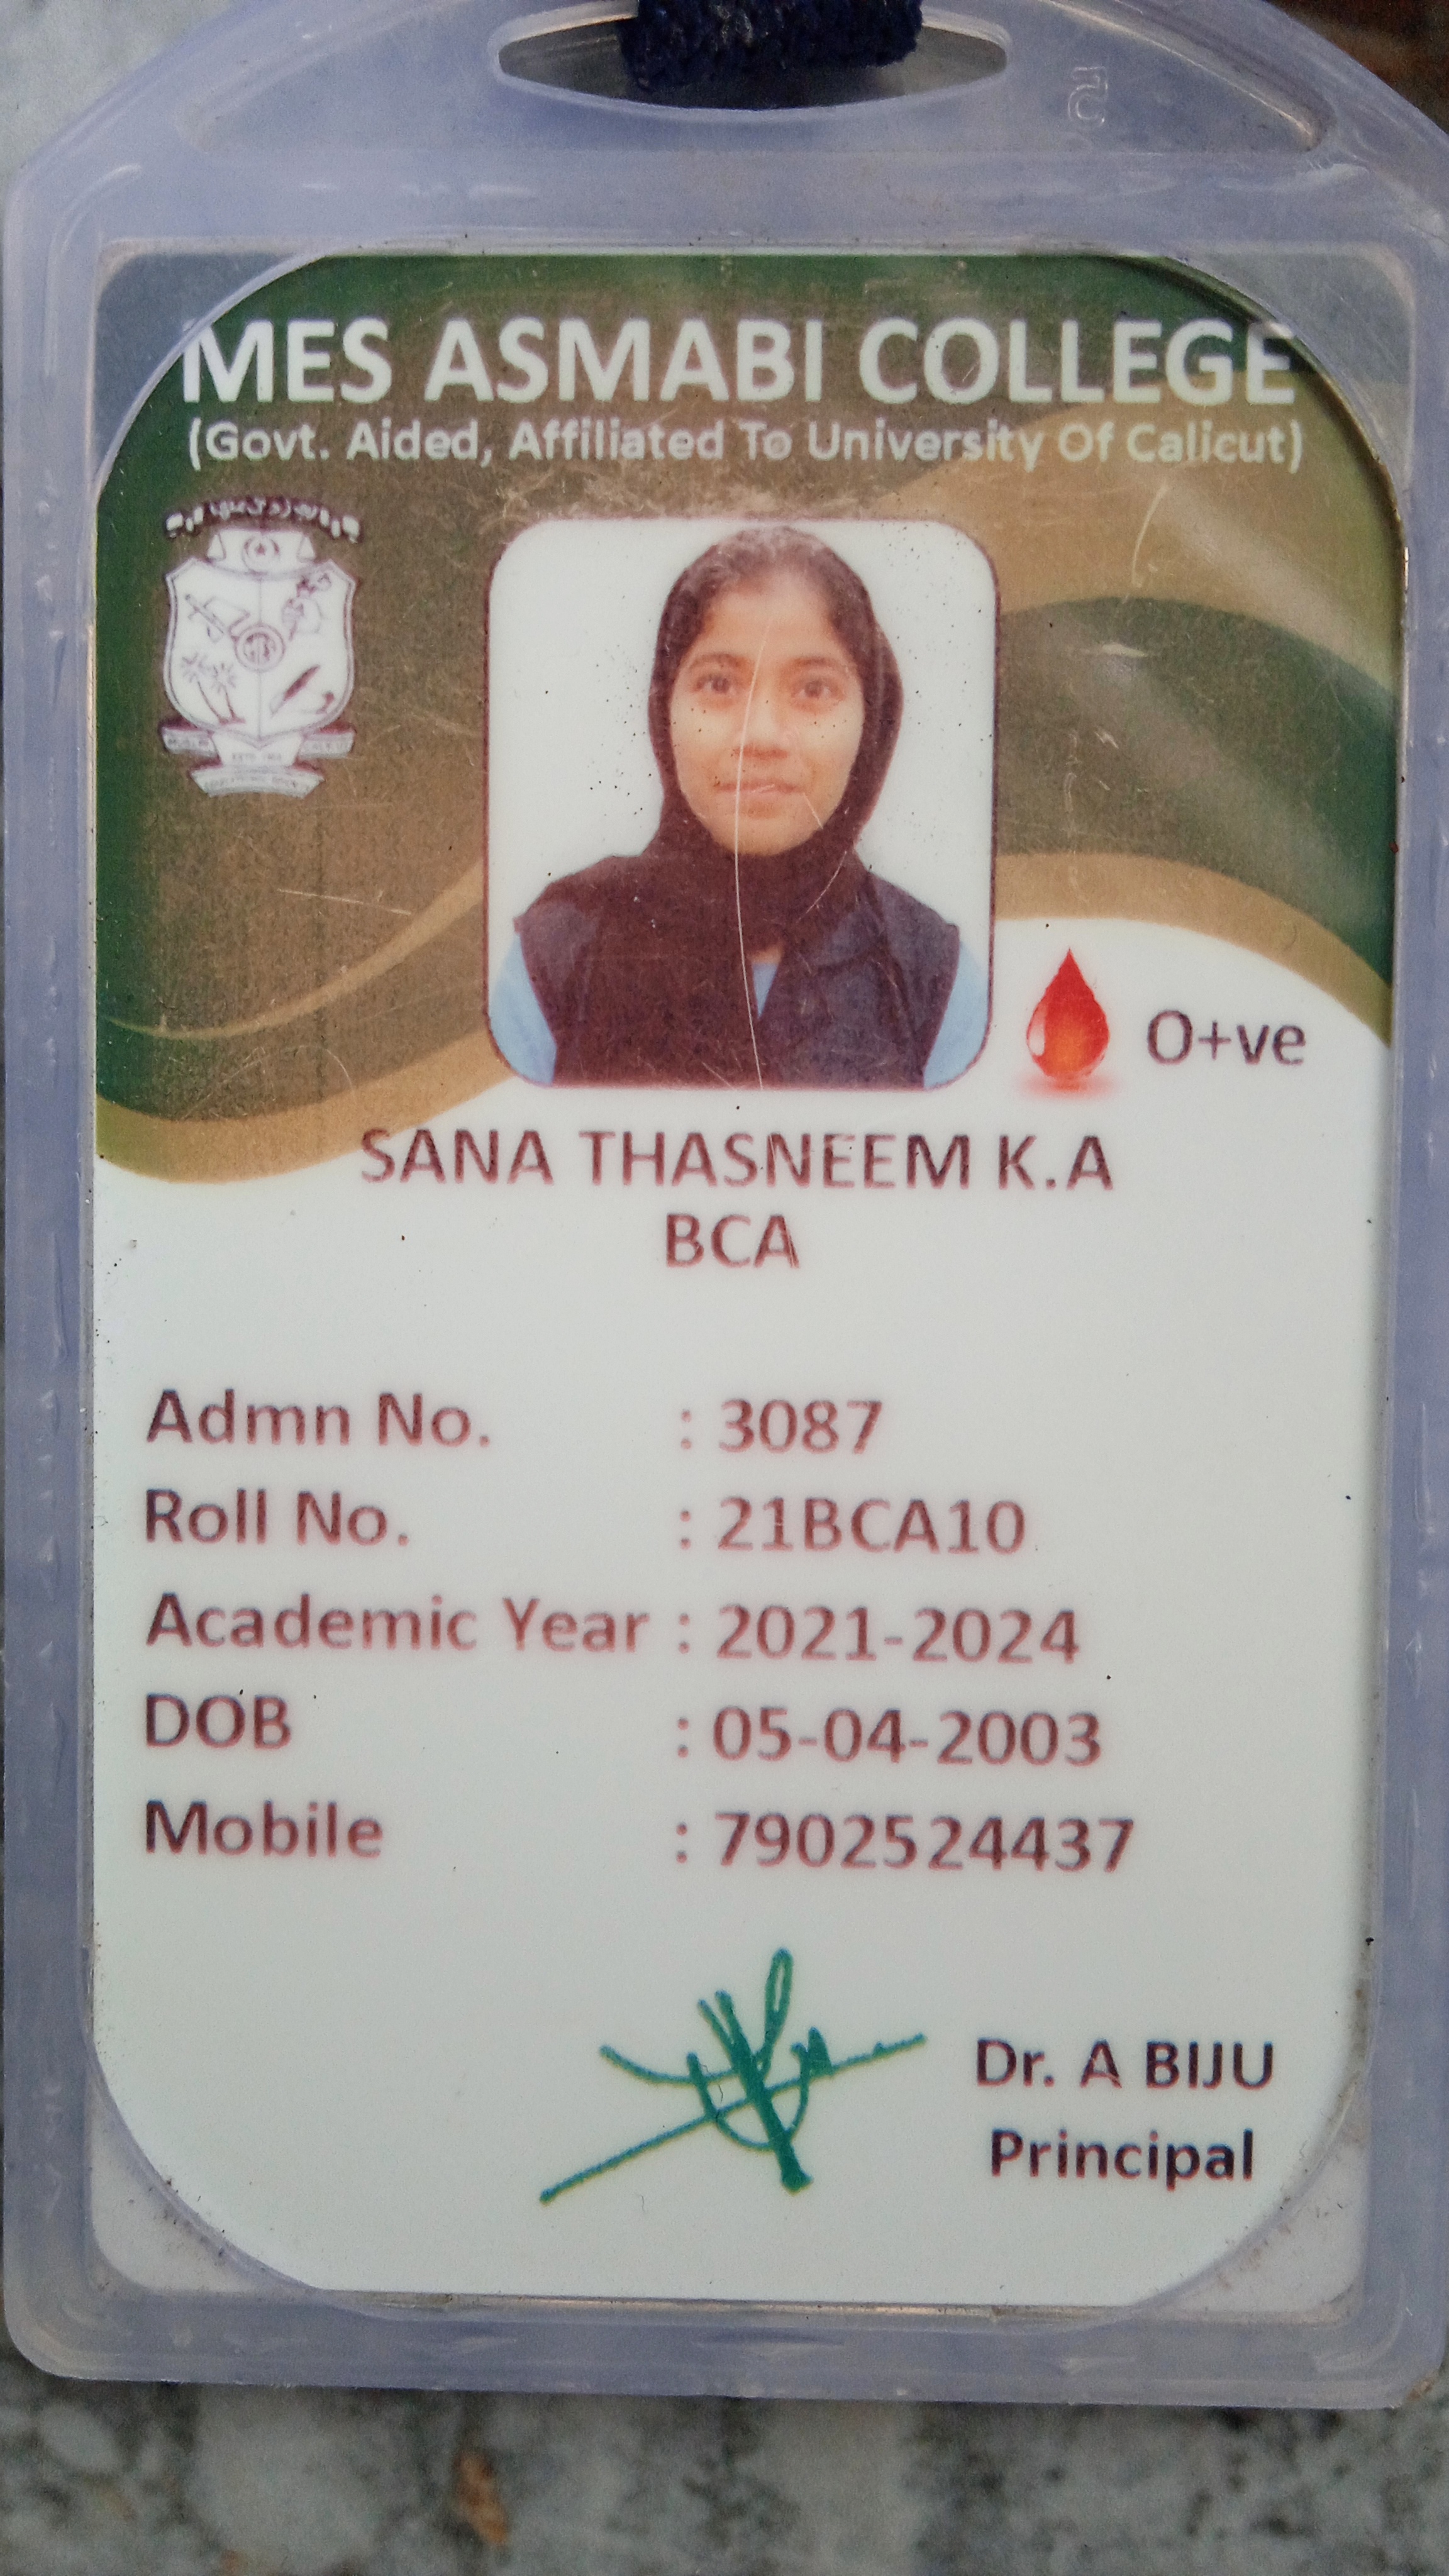 MES ASMABI COLLEGE
(Govt. Aided, Affiliated To University Of Calicut)
O+ve
SANA THASNEEM K.A
BCA
Admn No. : 3087
Roll No. : 21BCA10
Academic Year : 2021-2024
DOB : 05-04-2003
Mobile : 7902524437
Dr. A BIJU
Principal